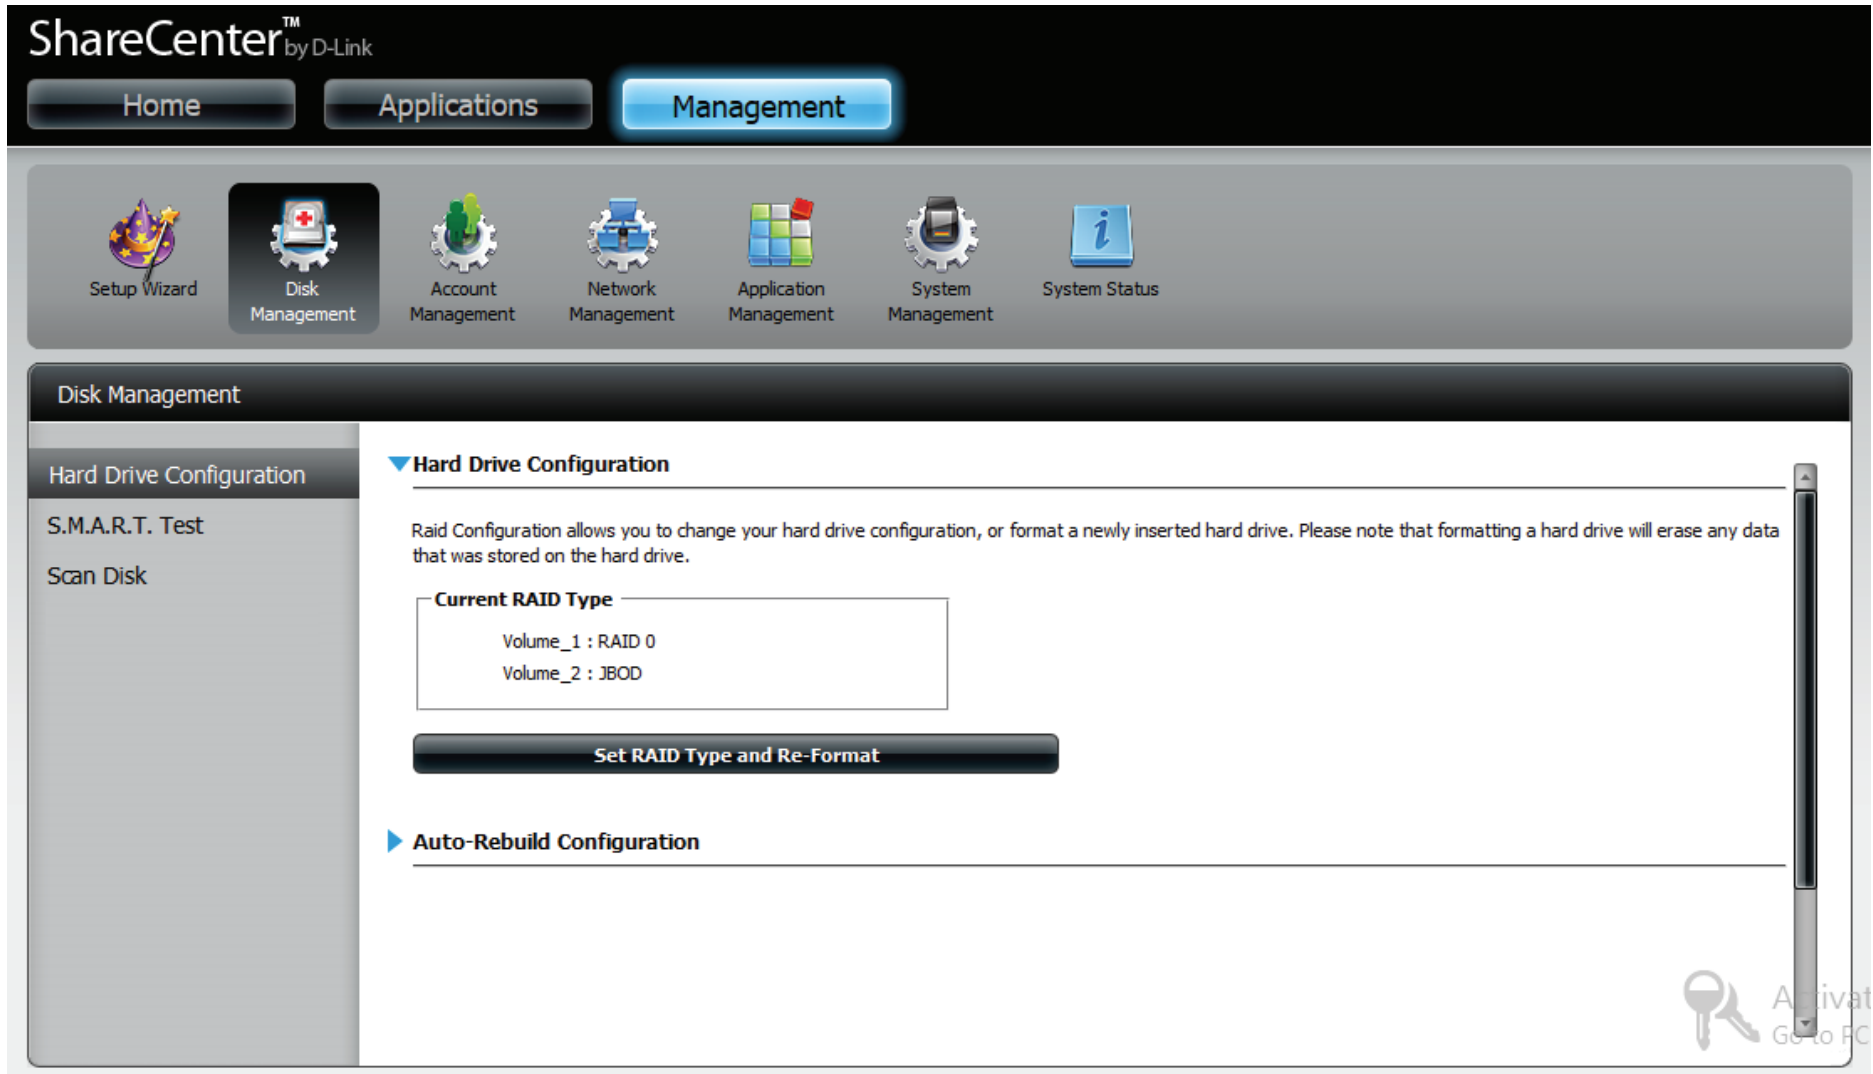 ShareCenter™ by D-Link
Home Applications Management
Setup Wizard
Disk Management
Account Management
Network Management
Application Management
System Management
System Status
Disk Management
Hard Drive Configuration
S.M.A.R.T. Test
Scan Disk
Hard Drive Configuration
Raid Configuration allows you to change your hard drive configuration, or format a newly inserted hard drive. Please note that formatting a hard drive will erase any data
that was stored on the hard drive.
Current RAID Type
Volume_1 : RAID 0
Volume_2 : JBOD
Set RAID Type and Re-Format
Auto-Rebuild Configuration
Go to PC